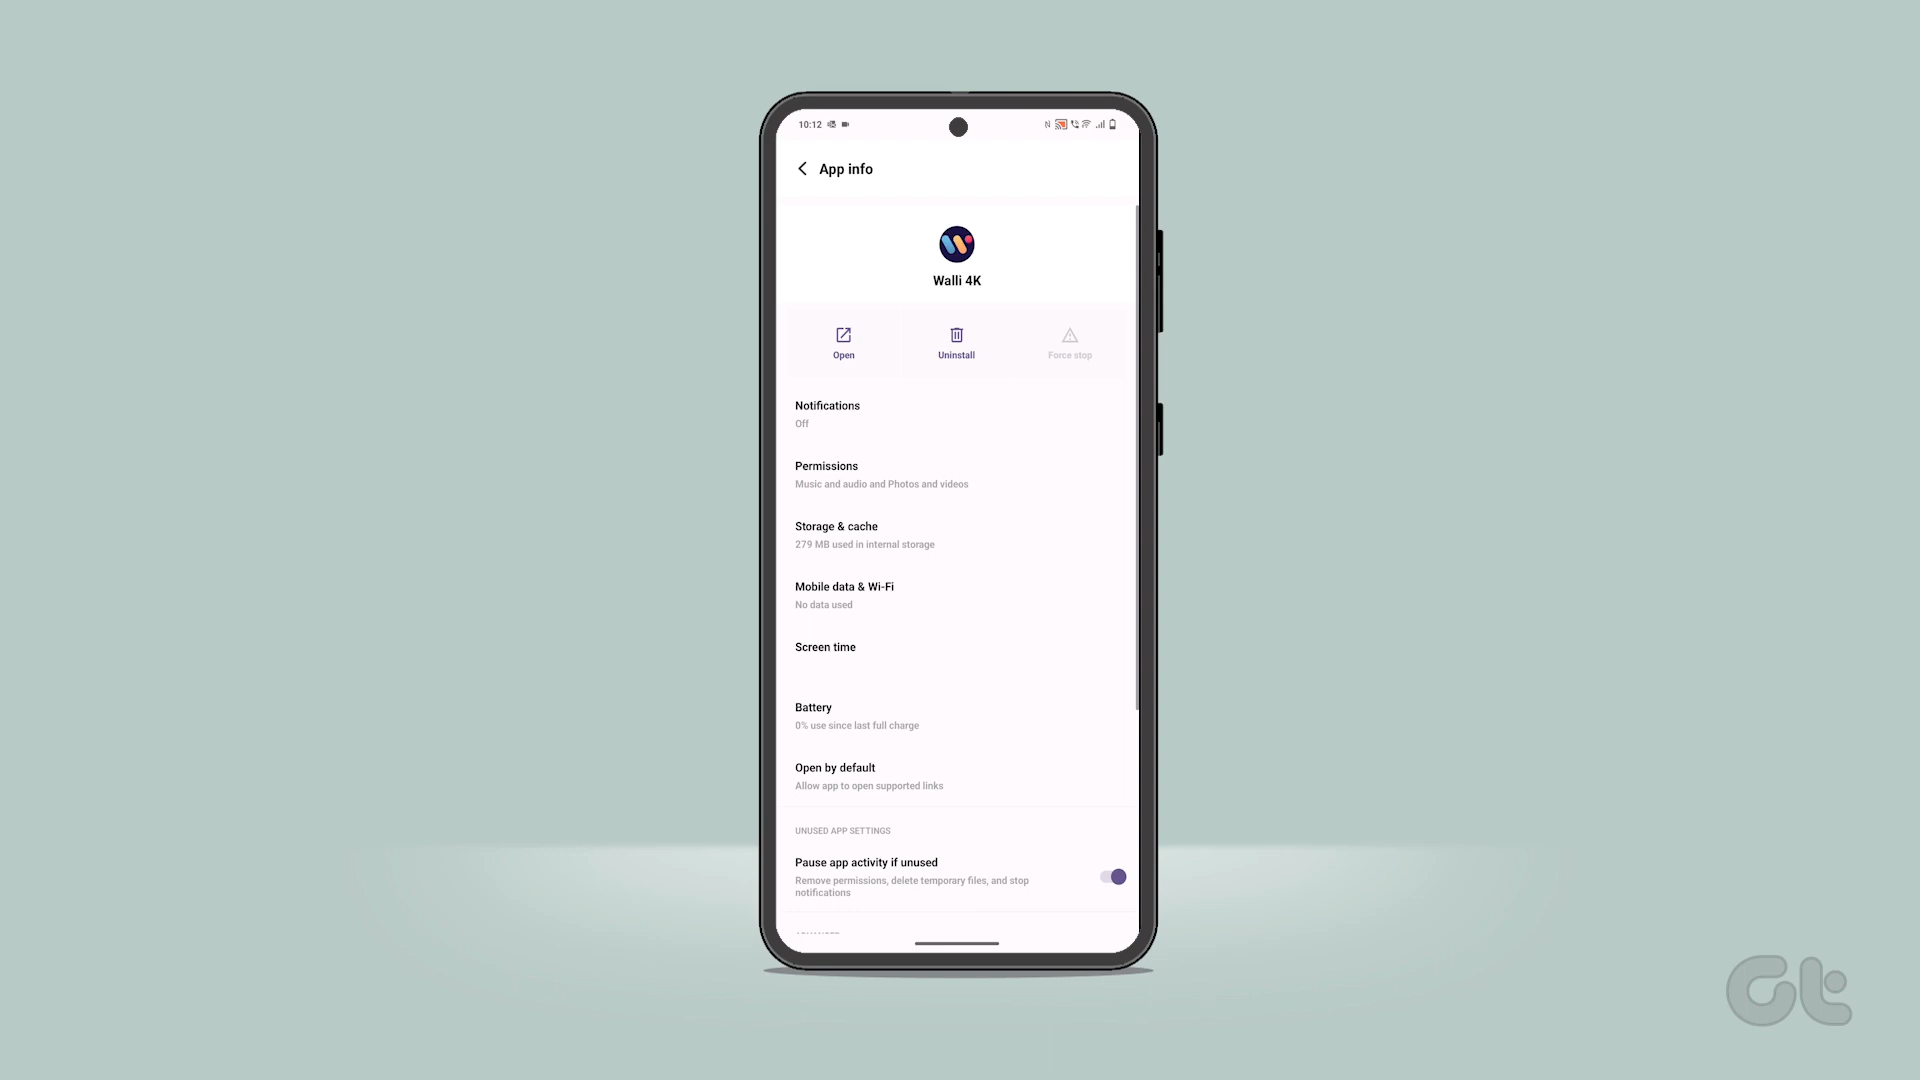 10:12
App info
Walli 4K
Open
Uninstall
Force stop
Notifications
Off
Permissions
Music and audio and Photos and videos
Storage & cache
279 MB used in internal storage
Mobile data & Wi-Fi
No data used
Screen time
Battery
0% use since last full charge
Open by default
Allow app to open supported links
UNUSED APP SETTINGS
Pause app activity if unused
Remove permissions, delete temporary files, and stop
notifications
Gt